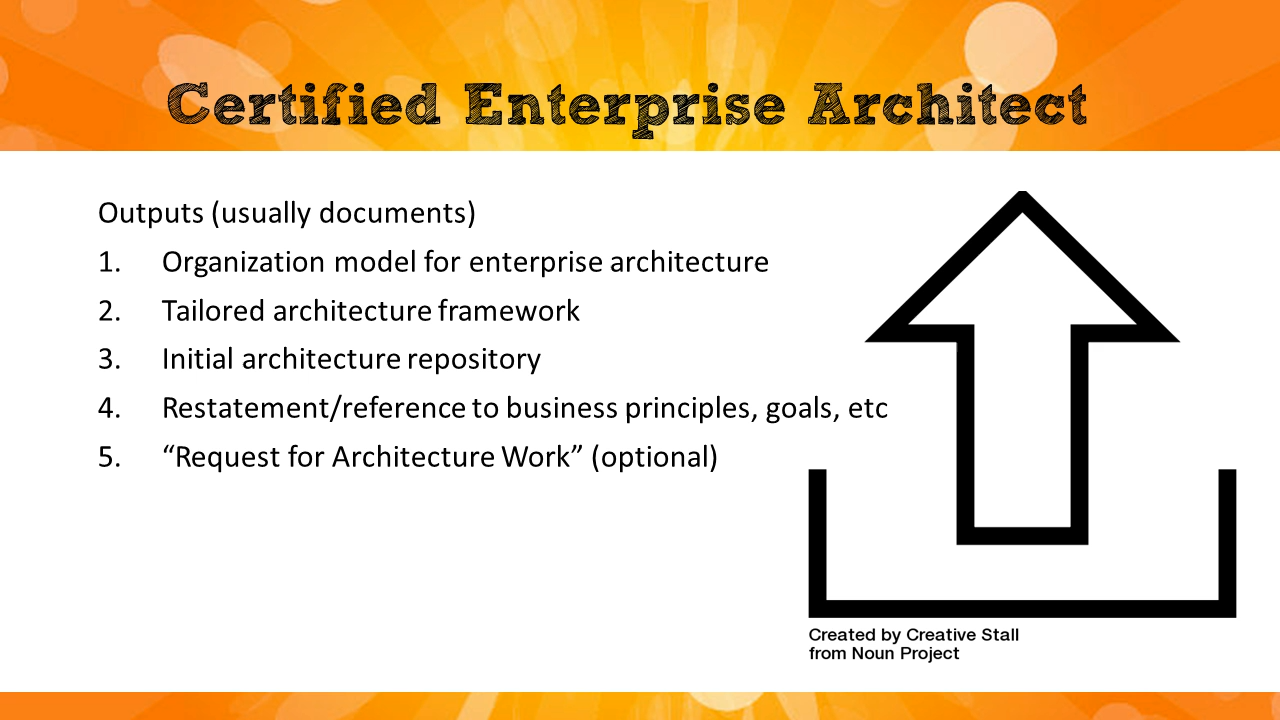 Certified Enterprise Architect
Outputs (usually documents)
1. Organization model for enterprise architecture
2. Tailored architecture framework
3. Initial architecture repository
4. Restatement/reference to business principles, goals, etc
5. “Request for Architecture Work” (optional)
Created by Creative Stall
from Noun Project